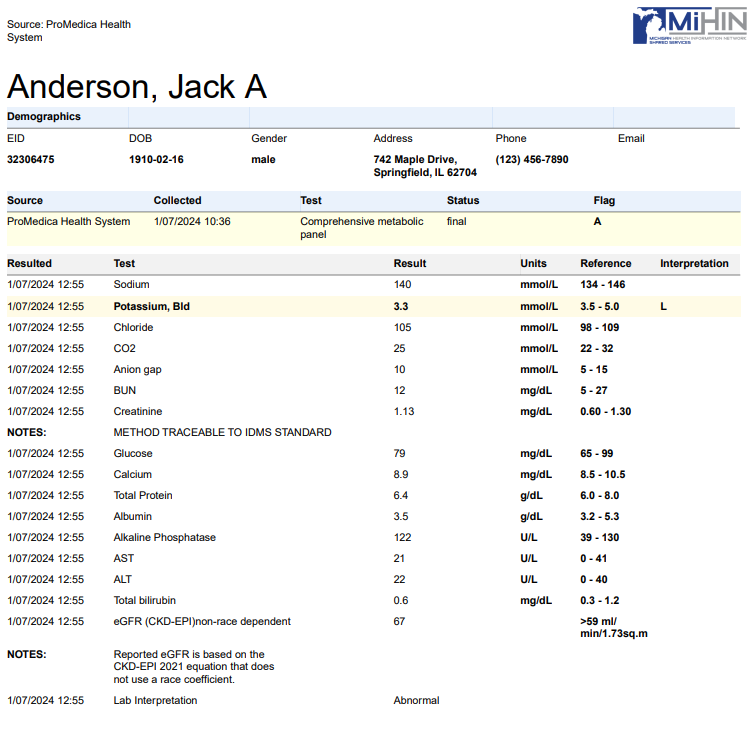 Source: ProMedica Health
System
MiHIN
MICHIGAN HEALTH INFORMATION NETWORK
SHARED SERVICES
Anderson, Jack A
Demographics
EID DOB Gender Address Phone Email
32306475 1910-02-16 male 742 Maple Drive, (123) 456-7890
Springfield, IL 62704
Source Collected Test Status Flag
ProMedica Health System 1/07/2024 10:36 Comprehensive metabolic final A
panel
Resulted Test Result Units Reference Interpretation
1/07/2024 12:55 Sodium 140 mmol/L 134 - 146
1/07/2024 12:55 Potassium, Bld 3.3 mmol/L 3.5 - 5.0 L
1/07/2024 12:55 Chloride 105 mmol/L 98 - 109
1/07/2024 12:55 CO2 25 mmol/L 22 - 32
1/07/2024 12:55 Anion gap 10 mmol/L 5 - 15
1/07/2024 12:55 BUN 12 mg/dL 5 - 27
1/07/2024 12:55 Creatinine 1.13 mg/dL 0.60 - 1.30
NOTES: METHOD TRACEABLE TO IDMS STANDARD
1/07/2024 12:55 Glucose 79 mg/dL 65 - 99
1/07/2024 12:55 Calcium 8.9 mg/dL 8.5 - 10.5
1/07/2024 12:55 Total Protein 6.4 g/dL 6.0 - 8.0
1/07/2024 12:55 Albumin 3.5 g/dL 3.2 - 5.3
1/07/2024 12:55 Alkaline Phosphatase 122 U/L 39 - 130
1/07/2024 12:55 AST 21 U/L 0 - 41
1/07/2024 12:55 ALT 22 U/L 0 - 40
1/07/2024 12:55 Total bilirubin 0.6 mg/dL 0.3 - 1.2
1/07/2024 12:55 eGFR (CKD-EPI)non-race dependent 67 >59 ml/
min/1.73sq.m
NOTES: Reported eGFR is based on the
CKD-EPI 2021 equation that does
not use a race coefficient.
1/07/2024 12:55 Lab Interpretation Abnormal